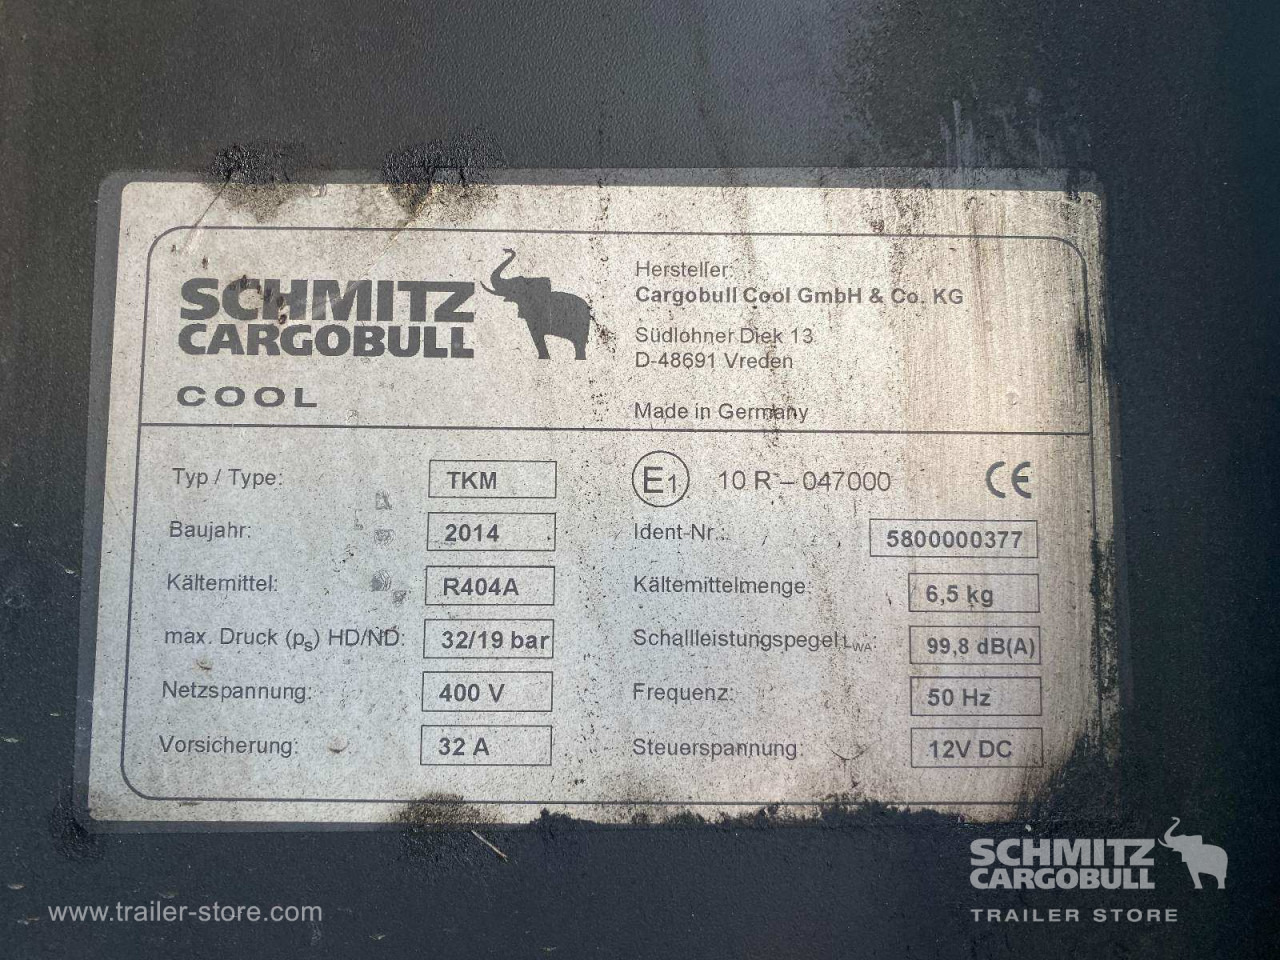 SCHMITZ
CARGOBULL
COOL
Hersteller:
Cargobull Cool GmbH & Co. KG
Südlohner Diek 13
D-48691 Vreden
Made in Germany
Typ / Type: TKM
Baujahr: 2014
Kältemittel: R404A
max. Druck (ps) HD/ND: 32/19 bar
Netzspannung: 400 V
Vorsicherung: 32 A
E1 10 R - 047000 CE
Ident-Nr.: 5800000377
Kältemittelmenge: 6,5 kg
Schallleistungspegel LWA: 99,8 dB(A)
Frequenz: 50 Hz
Steuerspannung: 12V DC
www.trailer-store.com
SCHMITZ
CARGOBULL
TRAILER STORE